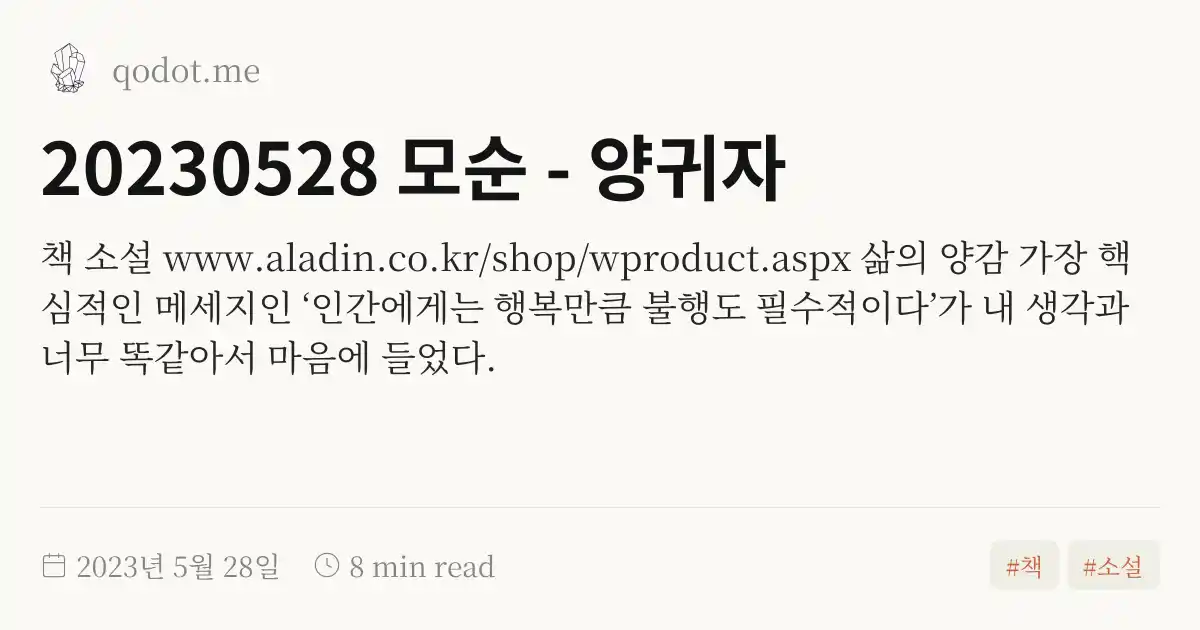 qodot.me
20230528 모순 - 양귀자
책 소설 www.aladin.co.kr/shop/wproduct.aspx 삶의 양감 가장 핵
심적인 메세지인 ‘인간에게는 행복만큼 불행도 필수적이다’가 내 생각과
너무 똑같아서 마음에 들었다.
2023년 5월 28일 8 min read #책 #소설